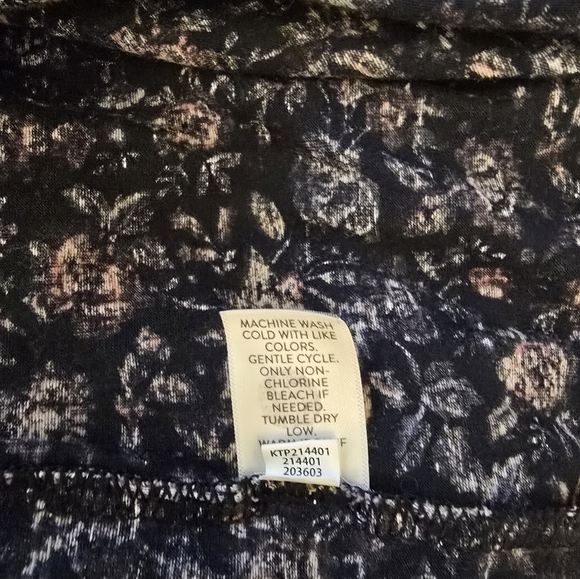 MACHINE WASH
COLD WITH LIKE
COLORS.
GENTLE CYCLE.
ONLY NON-
CHLORINE
BLEACH IF
NEEDED.
TUMBLE DRY
LOW.
KTP214401
214401
203603